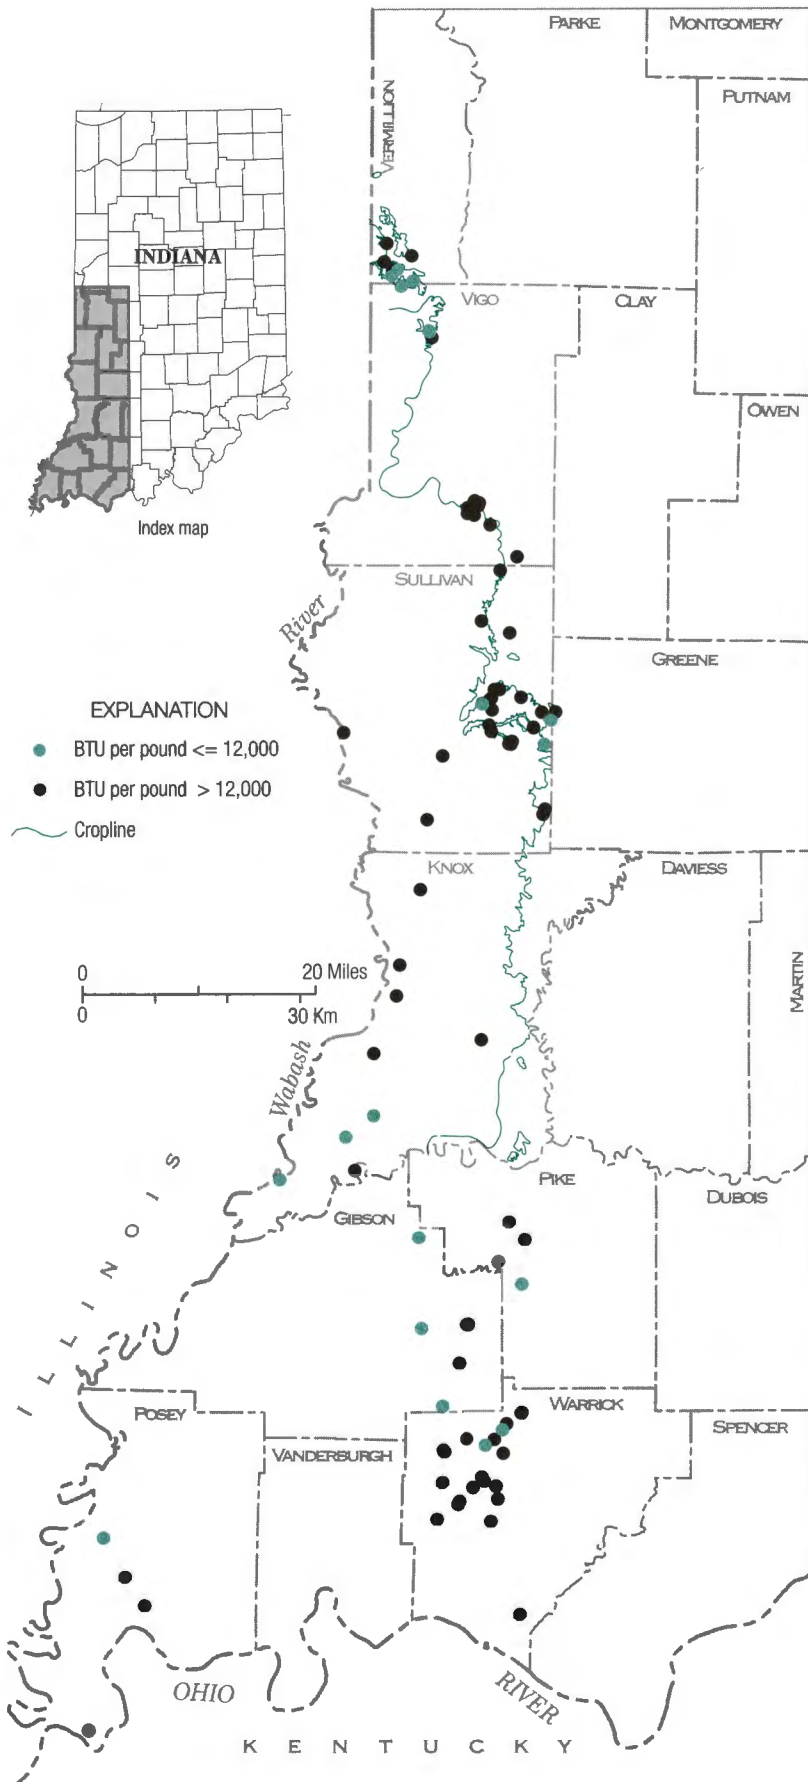 PARKE
MONTGOMERY
PUTNAM
VERMILLION
INDIANA
VIGO
CLAY
OWEN
Index map
SULLIVAN
River
GREENE
EXPLANATION
BTU per pound <= 12,000
BTU per pound > 12,000
Cropline
KNOX
DAVIESS
MARTIN
0 20 Miles
0 30 Km
Wabash
ILLINOIS
PIKE
DUBOIS
GIBSON
POSEY
WARRICK
SPENCER
VANDERBURGH
OHIO
RIVER
KENTUCKY